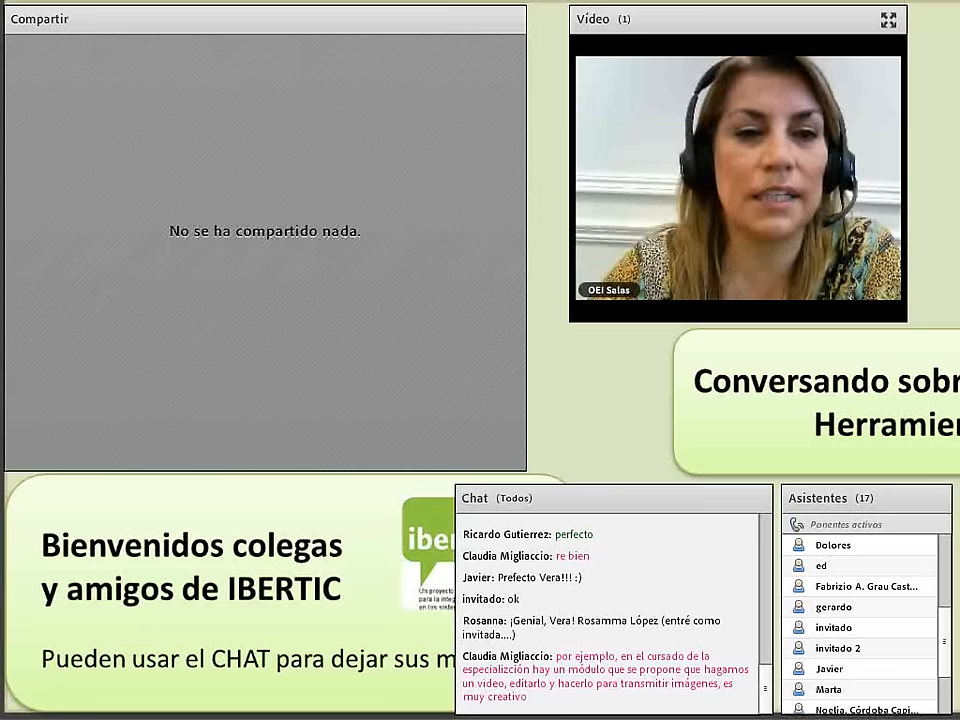 Compartir
No se ha compartido nada.
Vídeo (1)
OEI Salas
Conversando
Bienvenidos colegas
y amigos de IBERTIC
Pueden usar el CHAT para dejar sus
Chat (Todos)
Ricardo Gutierrez: perfecto
Claudia Migliaccio: re bien
Javier: Prefecto Vera!!! :)
invitado: ok
Rosanna: ¡Genial, Vera! Rosamma López (entré como
invitada....)
Claudia Migliaccio: por ejemplo, en el cursado de la
especializción hay un módulo que se propone que hagamos
un video, editarlo y hacerlo para transmitir imágenes, es
muy creativo
Asistentes (17)
Ponentes activos
Dolores
ed
Fabrizio A. Grau Cast...
gerardo
invitado
invitado 2
Javier
Marta
Noelia. Córdoba Capi...